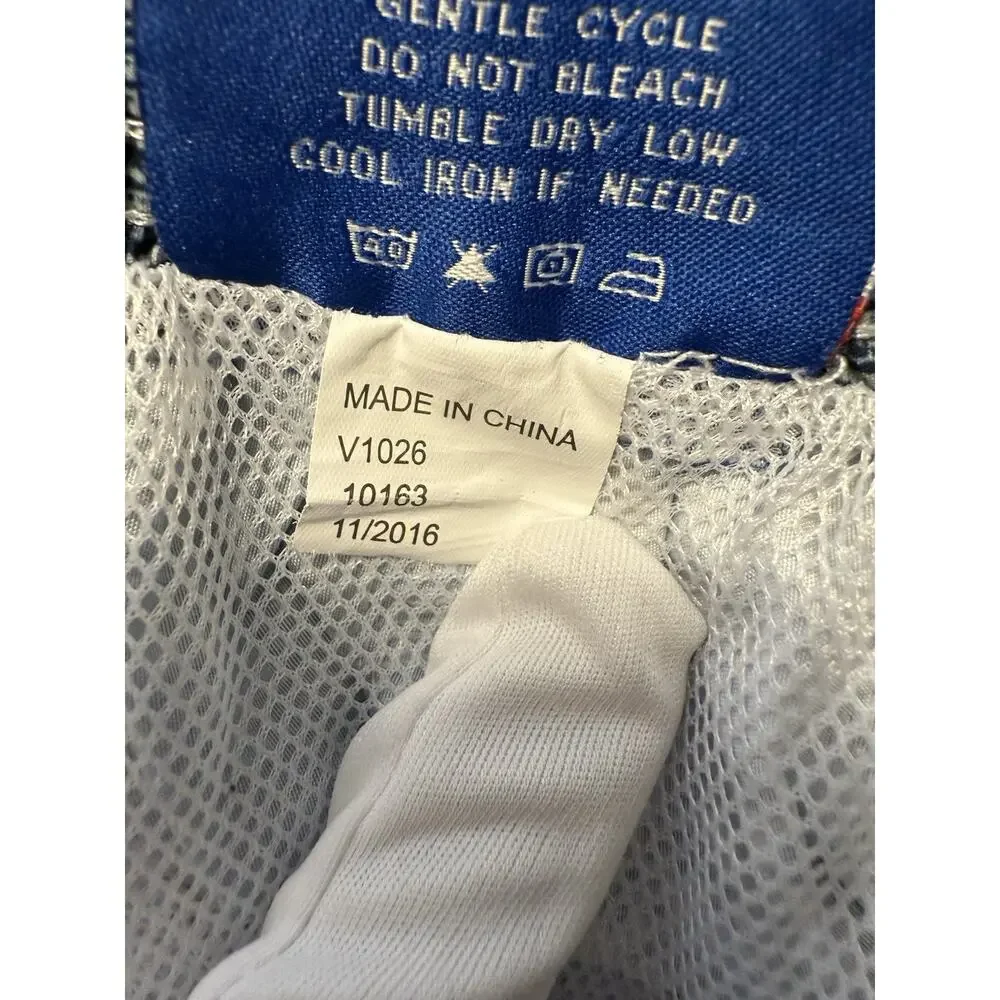 GENTLE CYCLE
DO NOT BLEACH
TUMBLE DRY LOW
COOL IRON IF NEEDED
40
MADE IN CHINA
V1026
10163
11/2016